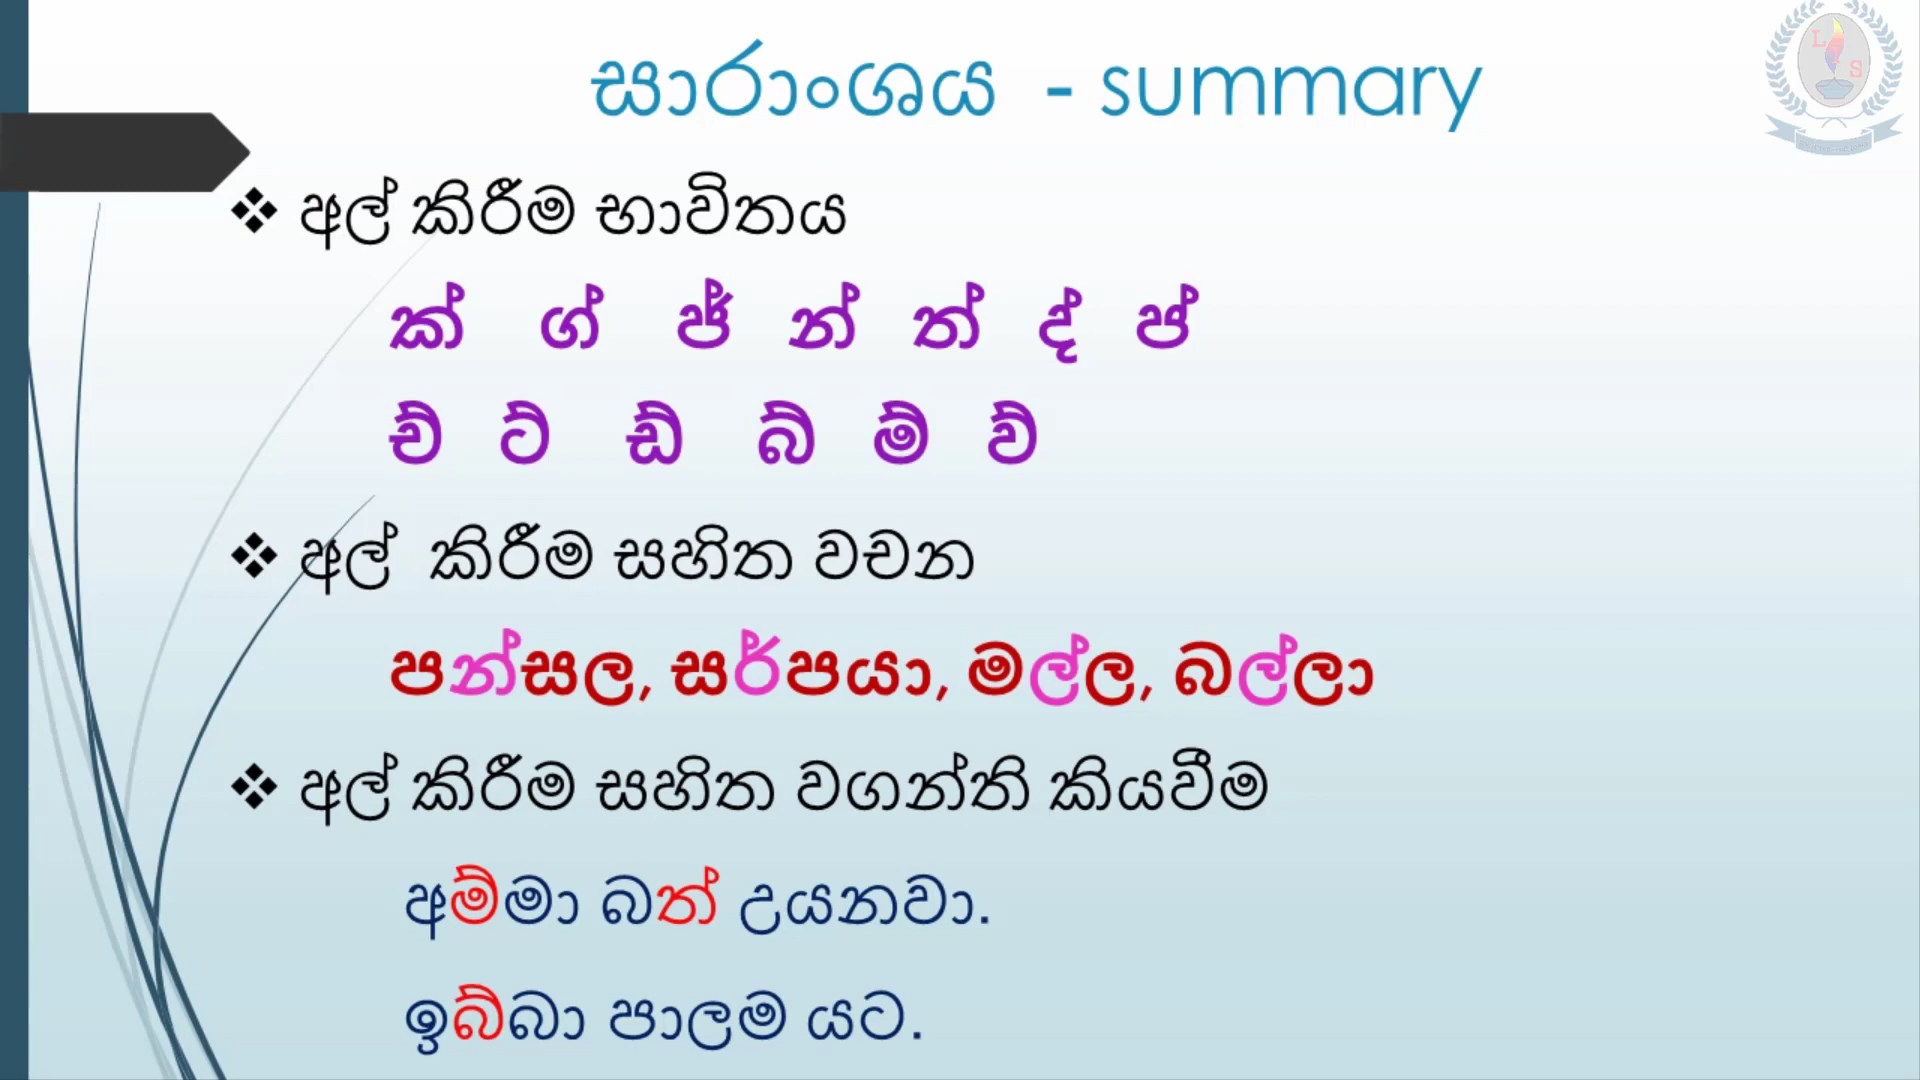 සාරාංශය - summary
L
S
❖ අල් කිරීම භාවිතය
ක් ග් ජ් න් ත් ද් ප්
ච් ට් ඩ් බ් ම් ව්
❖ අල් කිරීම සහිත වචන
පන්සල, සර්පයා, මල්ල, බල්ලා
❖ අල් කිරීම සහිත වගන්ති කියවීම
අම්මා බත් උයනවා.
ඉබ්බා පාලම යට.